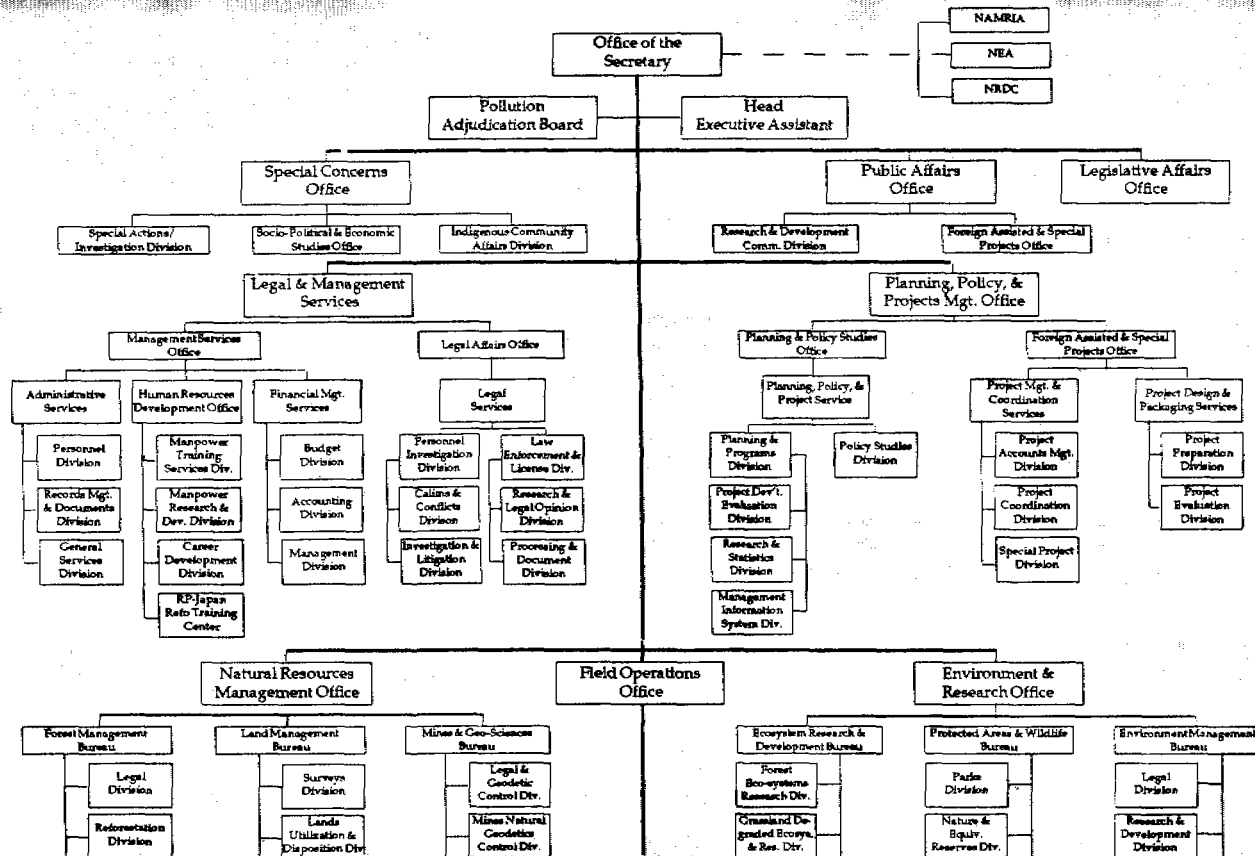 NAMRIA
Office of the
Secretary
NEA
NRDC
Pollution
Adjudication Board
Head
Executive Assistant
Special Concerns
Office
Public Affairs
Office
Legislative Affairs
Office
Special Actions/
Investigation Division
Socio-Political & Economic
Studies Office
Indigenous Community
Affairs Division
Research & Development
Comm. Division
Foreign Assisted & Special
Projects Office
Legal & Management
Services
Planning, Policy, &
Projects Mgt. Office
Management Services
Office
Legal Affairs Office
Planning & Policy Studies
Office
Foreign Assisted & Special
Projects Office
Administrative
Services
Human Resources
Development Office
Financial Mgt.
Services
Legal
Services
Planning, Policy, &
Project Service
Project Mgt. &
Coordination
Services
Project Design &
Packaging Services
Personnel
Division
Records Mgt.
& Documents
Division
General
Services
Division
Manpower
Training
Services Div.
Manpower
Research &
Dev. Division
Career
Development
Division
RP-Japan
Refo Training
Center
Budget
Division
Accounting
Division
Management
Division
Personnel
Investigation
Division
Calims &
Conflicts
Divison
Investigation &
Litigation
Division
Law
Enforcement &
License Div.
Research &
Legal Opinion
Division
Processing &
Document
Division
Planning &
Programs
Division
Project Dev't.
Evaluation
Division
Research &
Statistics
Division
Management
Information
System Div.
Policy Studies
Division
Project
Accounts Mgt.
Division
Project
Coordination
Division
Special Project
Division
Project
Preparation
Division
Project
Evaluation
Division
Natural Resources
Management Office
Field Operations
Office
Environment &
Research Office
Forest Management
Bureau
Land Management
Bureau
Mines & Geo-Sciences
Bureau
Ecosystem Research &
Development Bureau
Protected Areas & Wildlife
Bureau
Environment Management
Bureau
Legal
Division
Reforestation
Division
Surveys
Division
Lands
Utilization &
Disposition Div
Legal &
Geodetic
Control Div.
Mines Natural
Geodetics
Control Div.
Forest
Eco-systems
Research Div.
Grassland De-
graded Ecosys.
& Res. Div.
Parks
Division
Nature &
Equiv.
Reserves Div.
Legal
Division
Research &
Development
Division